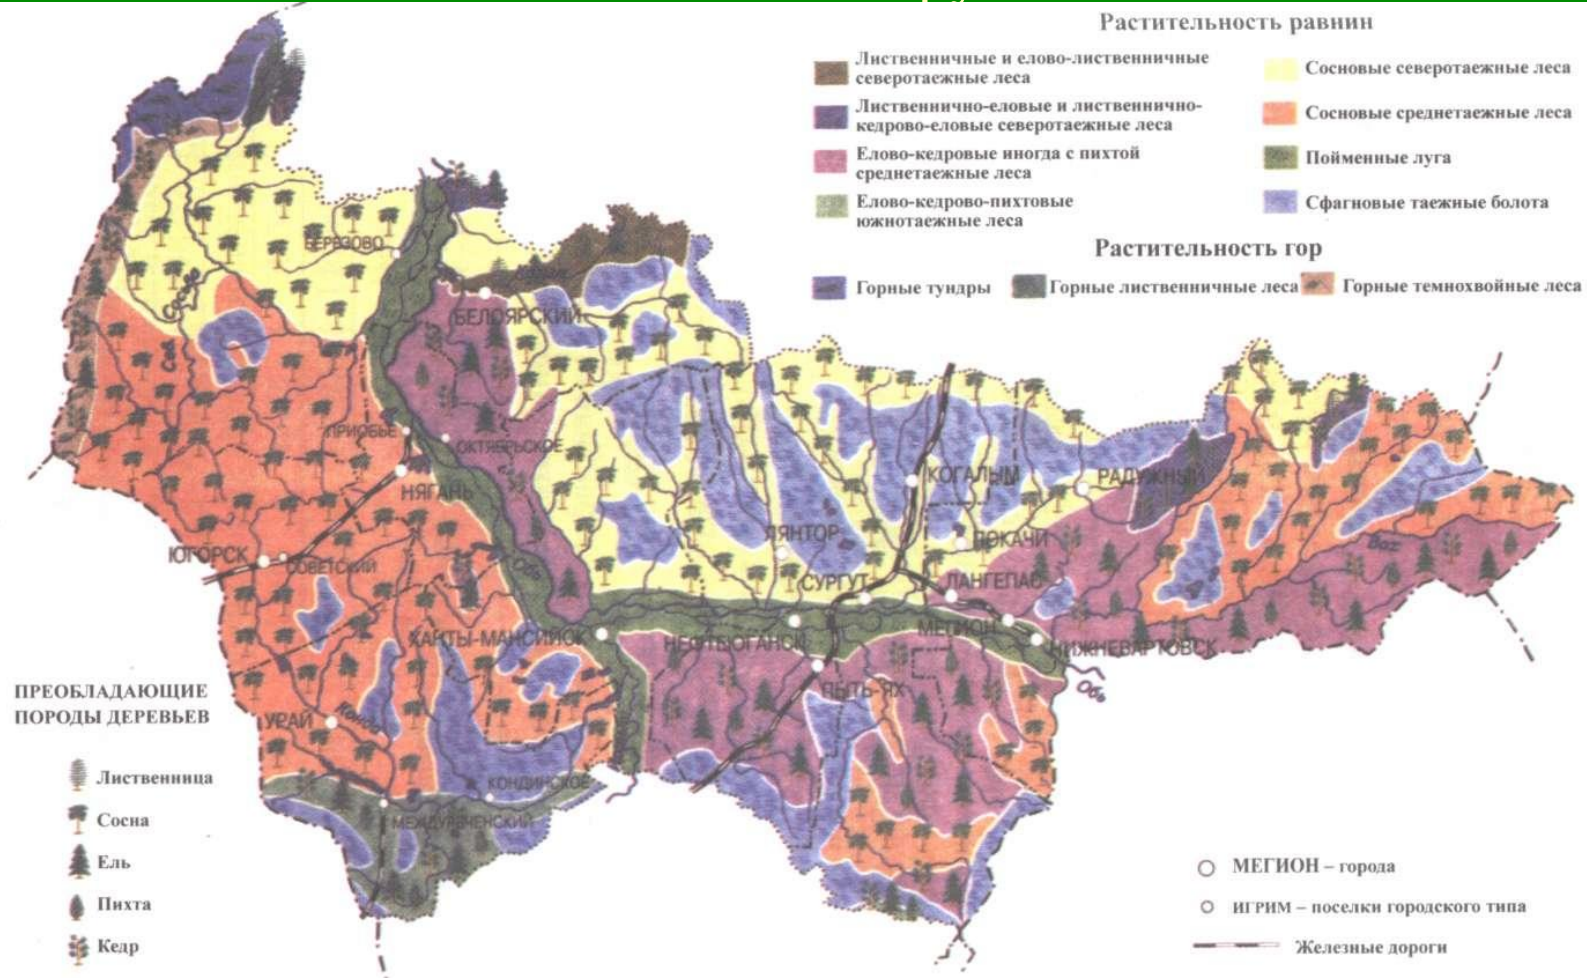 Растительность равнин
Лиственничные и елово-лиственничные
северотаежные леса
Лиственнично-еловые и лиственнично-
кедрово-еловые северотаежные леса
Елово-кедровые иногда с пихтой
среднетаежные леса
Елово-кедрово-пихтовые
южнотаежные леса
Сосновые северотаежные леса
Сосновые среднетаежные леса
Пойменные луга
Сфагновые таежные болота
Растительность гор
Горные тундры
Горные лиственничные леса
Горные темнохвойные леса
БЕРЕЗОВО
Казым
БЕЛОЯРСКИЙ
ПРИОБЬЕ
ОКТЯРЬСКОЕ
НЯГАНЬ
КОГАЛЫМ
РАДУЖНЫЙ
ЛЯНТОР
ПОКАЧИ
Вах
ЮГОРСК
СОВЕТСКИЙ
Обь
СУРГУТ
ЛАНГЕПАС
ХАНТЫ-МАНСИЙСК
НЕФТЕЮГАНСК
МЕГИОН
НИЖНЕВАРТОВСК
ПЫТЬ-ЯХ
Обь
УРАЙ
Конда
КОНДИНСКОЕ
МЕЖДУРЕЧЕНСКИЙ
ПРЕОБЛАДАЮЩИЕ
ПОРОДЫ ДЕРЕВЬЕВ
Лиственница
Сосна
Ель
Пихта
Кедр
МЕГИОН – города
ИГРИМ – поселки городского типа
Железные дороги